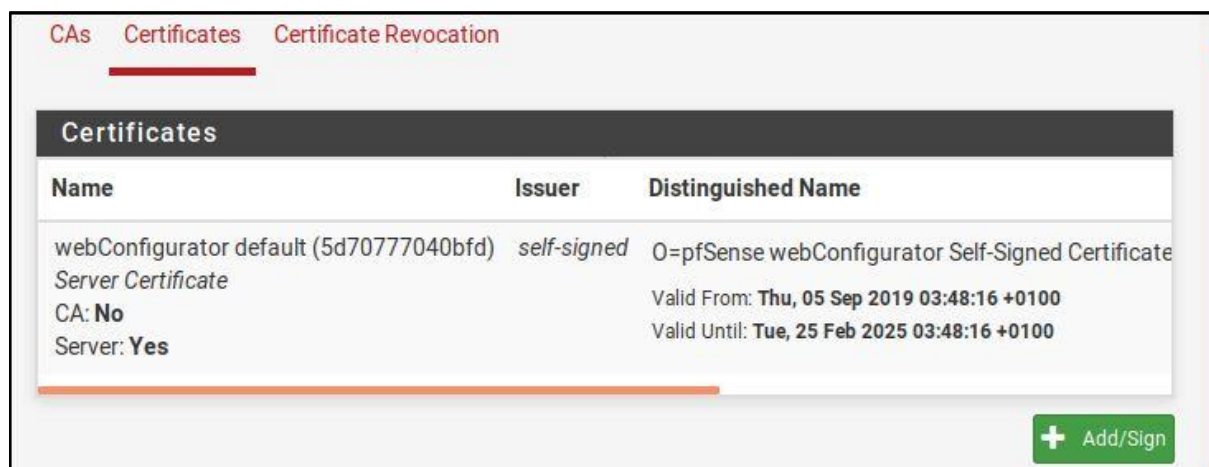 CAs Certificates Certificate Revocation
Certificates
Name Issuer Distinguished Name
webConfigurator default (5d70777040bfd) self-signed O=pfSense webConfigurator Self-Signed Certificate
Server Certificate
CA: No
Server: Yes
Valid From: Thu, 05 Sep 2019 03:48:16 +0100
Valid Until: Tue, 25 Feb 2025 03:48:16 +0100
Add/Sign